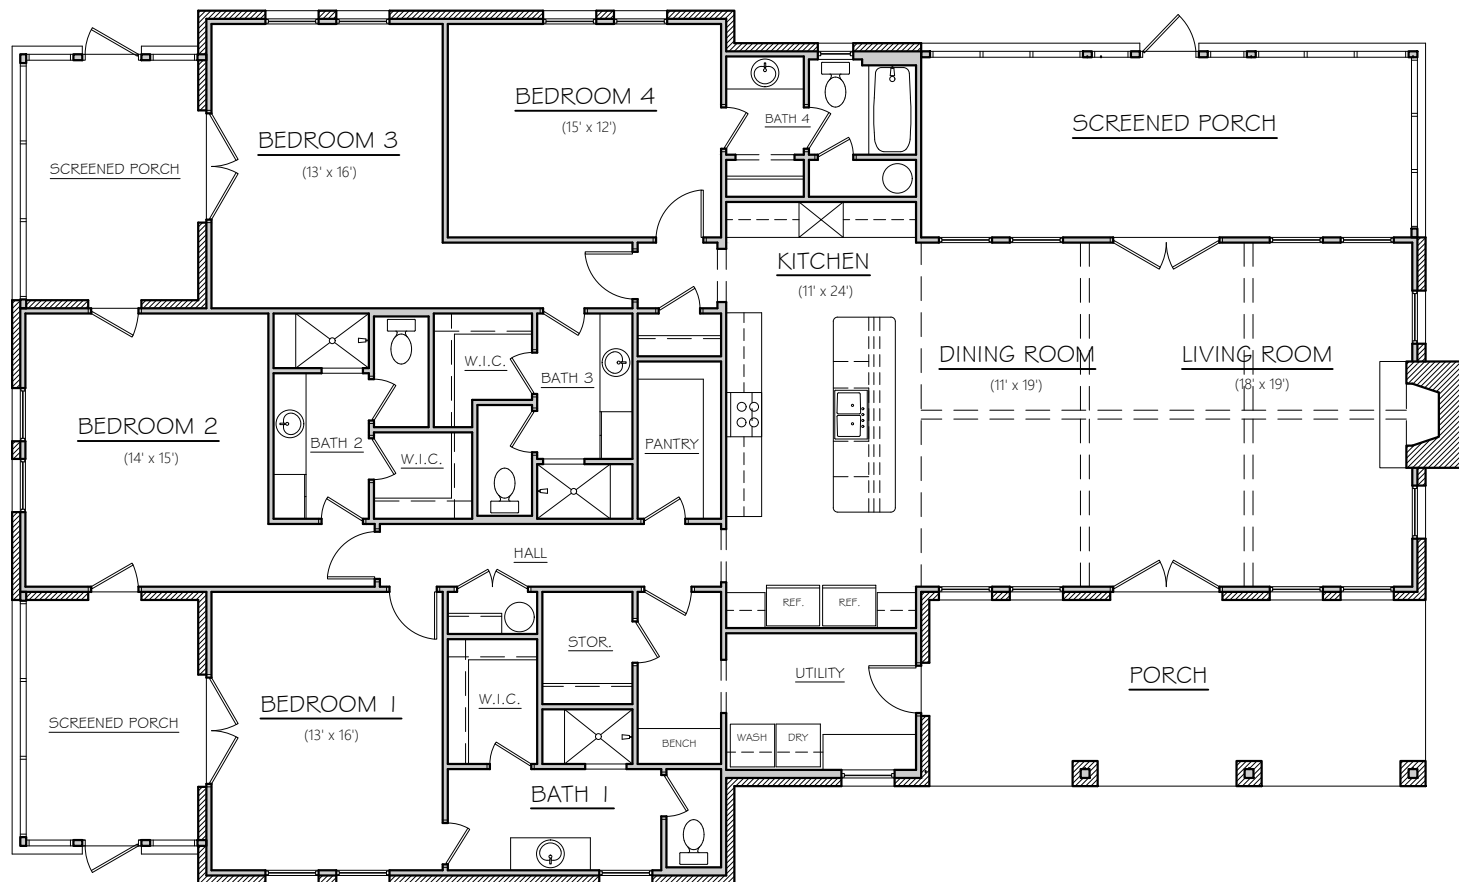 BEDROOM 4
(15' x 12')
BATH 4
SCREENED PORCH
BEDROOM 3
(13' x 16')
SCREENED PORCH
KITCHEN
(11' x 24')
DINING ROOM
(11' x 19')
LIVING ROOM
(18' x 19')
W.I.C.
BATH 3
BEDROOM 2
(14' x 15')
BATH 2
W.I.C.
PANTRY
HALL
REF.
REF.
STOR.
UTILITY
PORCH
BEDROOM 1
(13' x 16')
W.I.C.
SCREENED PORCH
BENCH
WASH
DRY
BATH 1